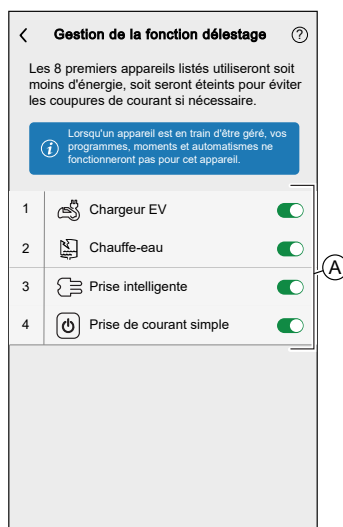 Gestion de la fonction délestage
Les 8 premiers appareils listés utiliseront soit
moins d'énergie, soit seront éteints pour éviter
les coupures de courant si nécessaire.
Lorsqu'un appareil est en train d'être géré, vos
programmes, moments et automatismes ne
fonctionneront pas pour cet appareil.
1 Chargeur EV
2 Chauffe-eau
3 Prise intelligente
4 Prise de courant simple
A